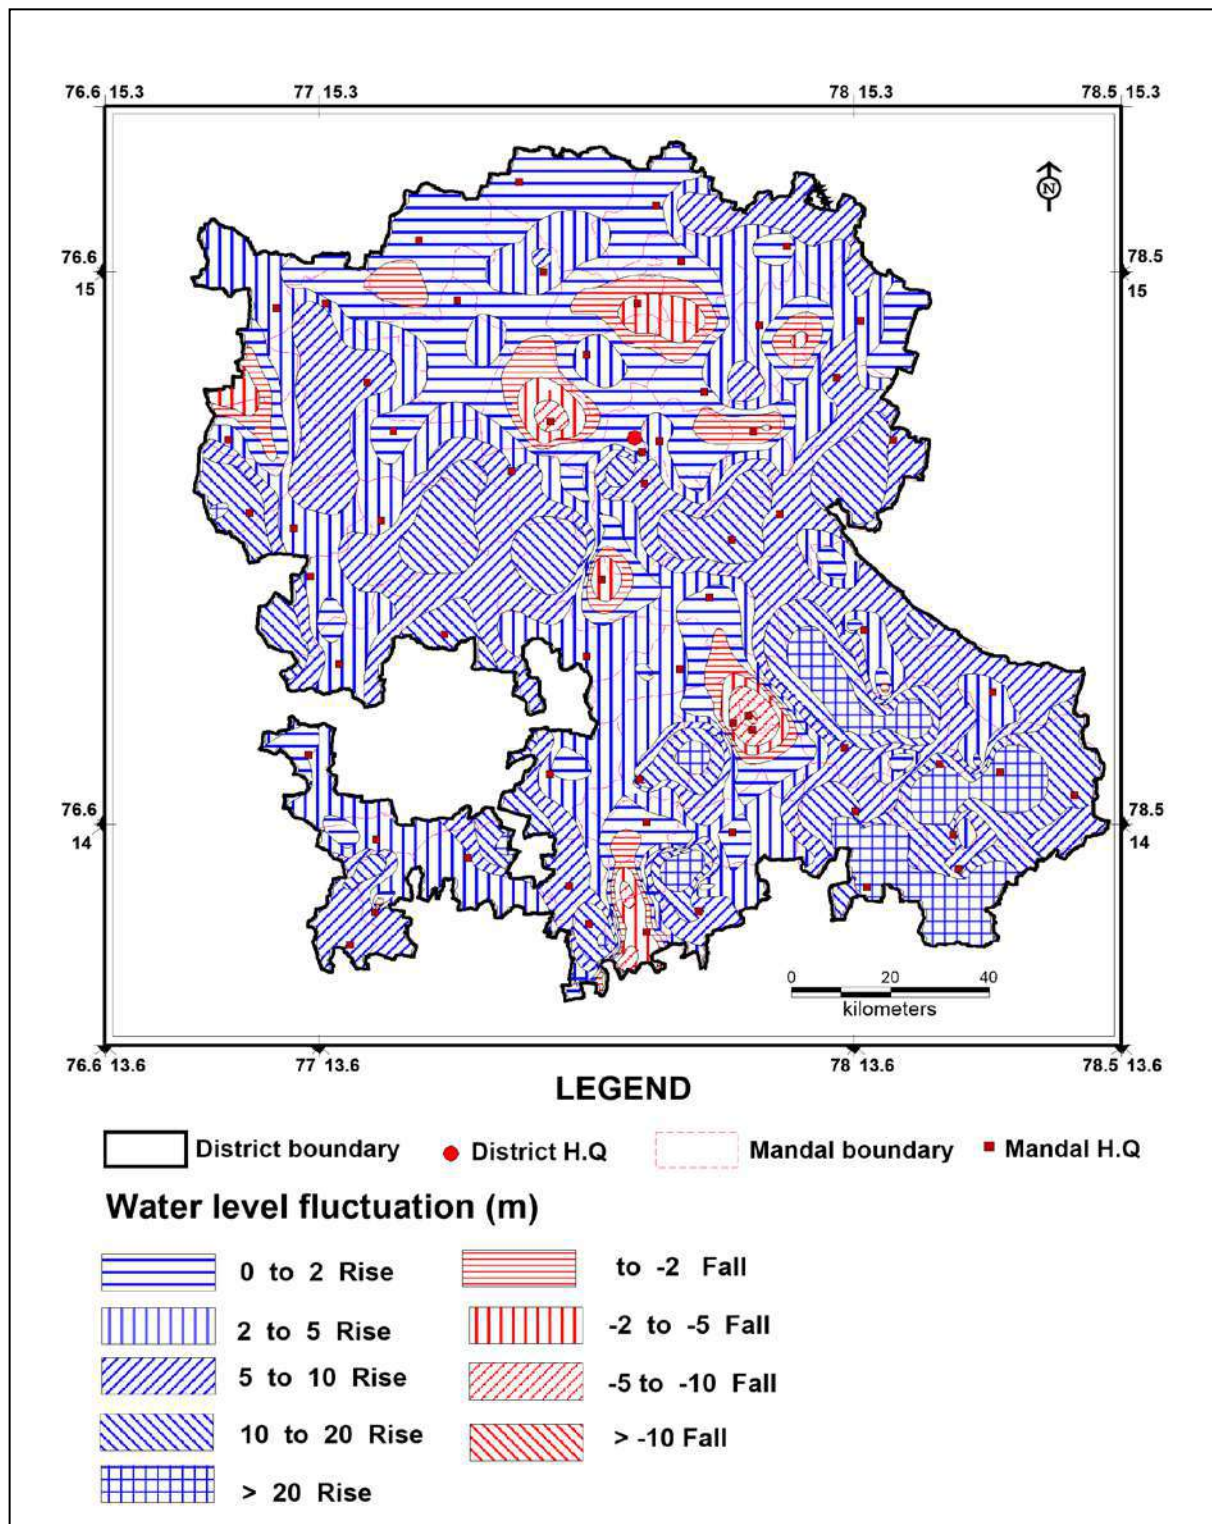 76.6 15.3 77 15.3 78 15.3 78.5 15.3
N
76.6 78.5
15 15
76.6 78.5
14 14
0 20 40
kilometers
76.6 13.6 77 13.6 78 13.6 78.5 13.6
LEGEND
District boundary District H.Q Mandal boundary Mandal H.Q
Water level fluctuation (m)
0 to 2 Rise to -2 Fall
2 to 5 Rise -2 to -5 Fall
5 to 10 Rise -5 to -10 Fall
10 to 20 Rise > -10 Fall
> 20 Rise